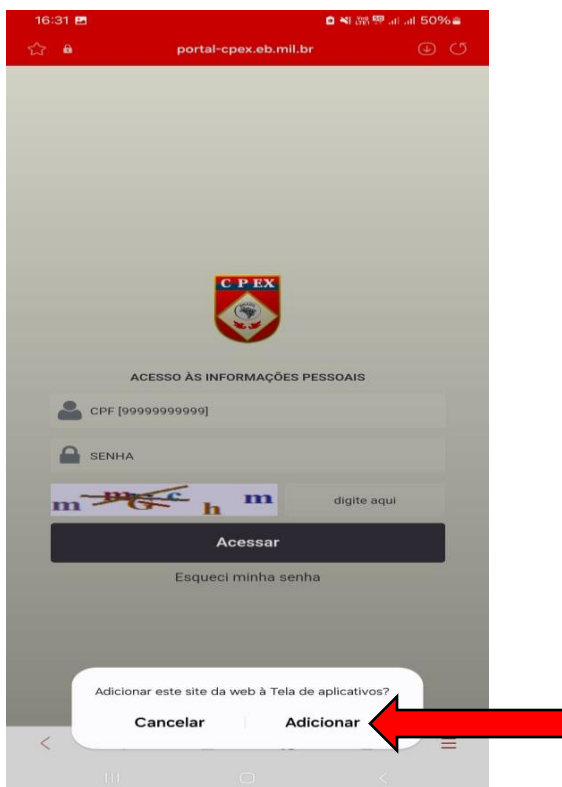 16:31 50%
portal-cpex.eb.mil.br
C P EX
ACESSO ÀS INFORMAÇÕES PESSOAIS
CPF [99999999999]
SENHA
m m G c h m digite aqui
Acessar
Esqueci minha senha
Adicionar este site da web à Tela de aplicativos?
Cancelar Adicionar